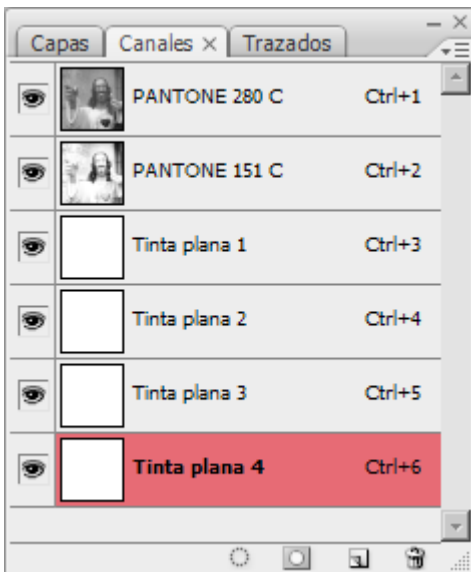 Capas Canales × Trazados
PANTONE 280 C Ctrl+1
PANTONE 151 C Ctrl+2
Tinta plana 1 Ctrl+3
Tinta plana 2 Ctrl+4
Tinta plana 3 Ctrl+5
Tinta plana 4 Ctrl+6